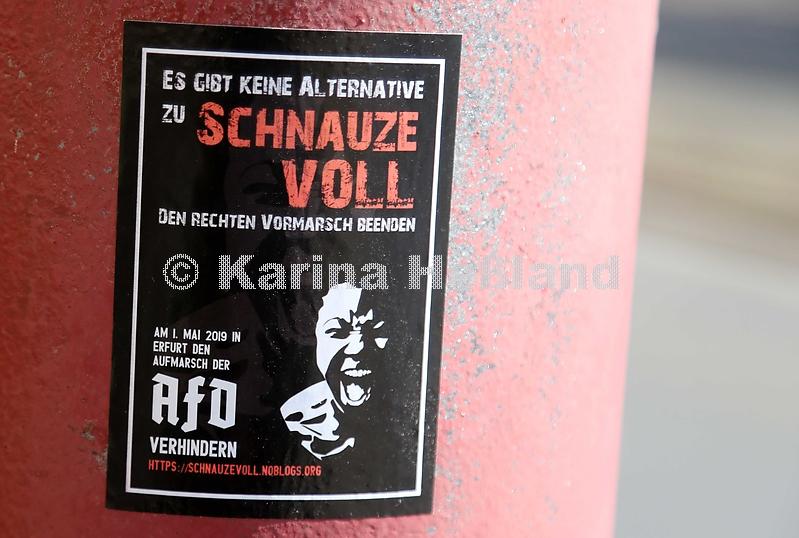 Es gibt keine Alternative
zu Schnauze
voll
Den rechten Vormarsch beenden
© Karina Heßland
Am 1. Mai 2019 in
Erfurt den
Aufmarsch der
AfD
verhindern
https://schnauzevoll.noblogs.org